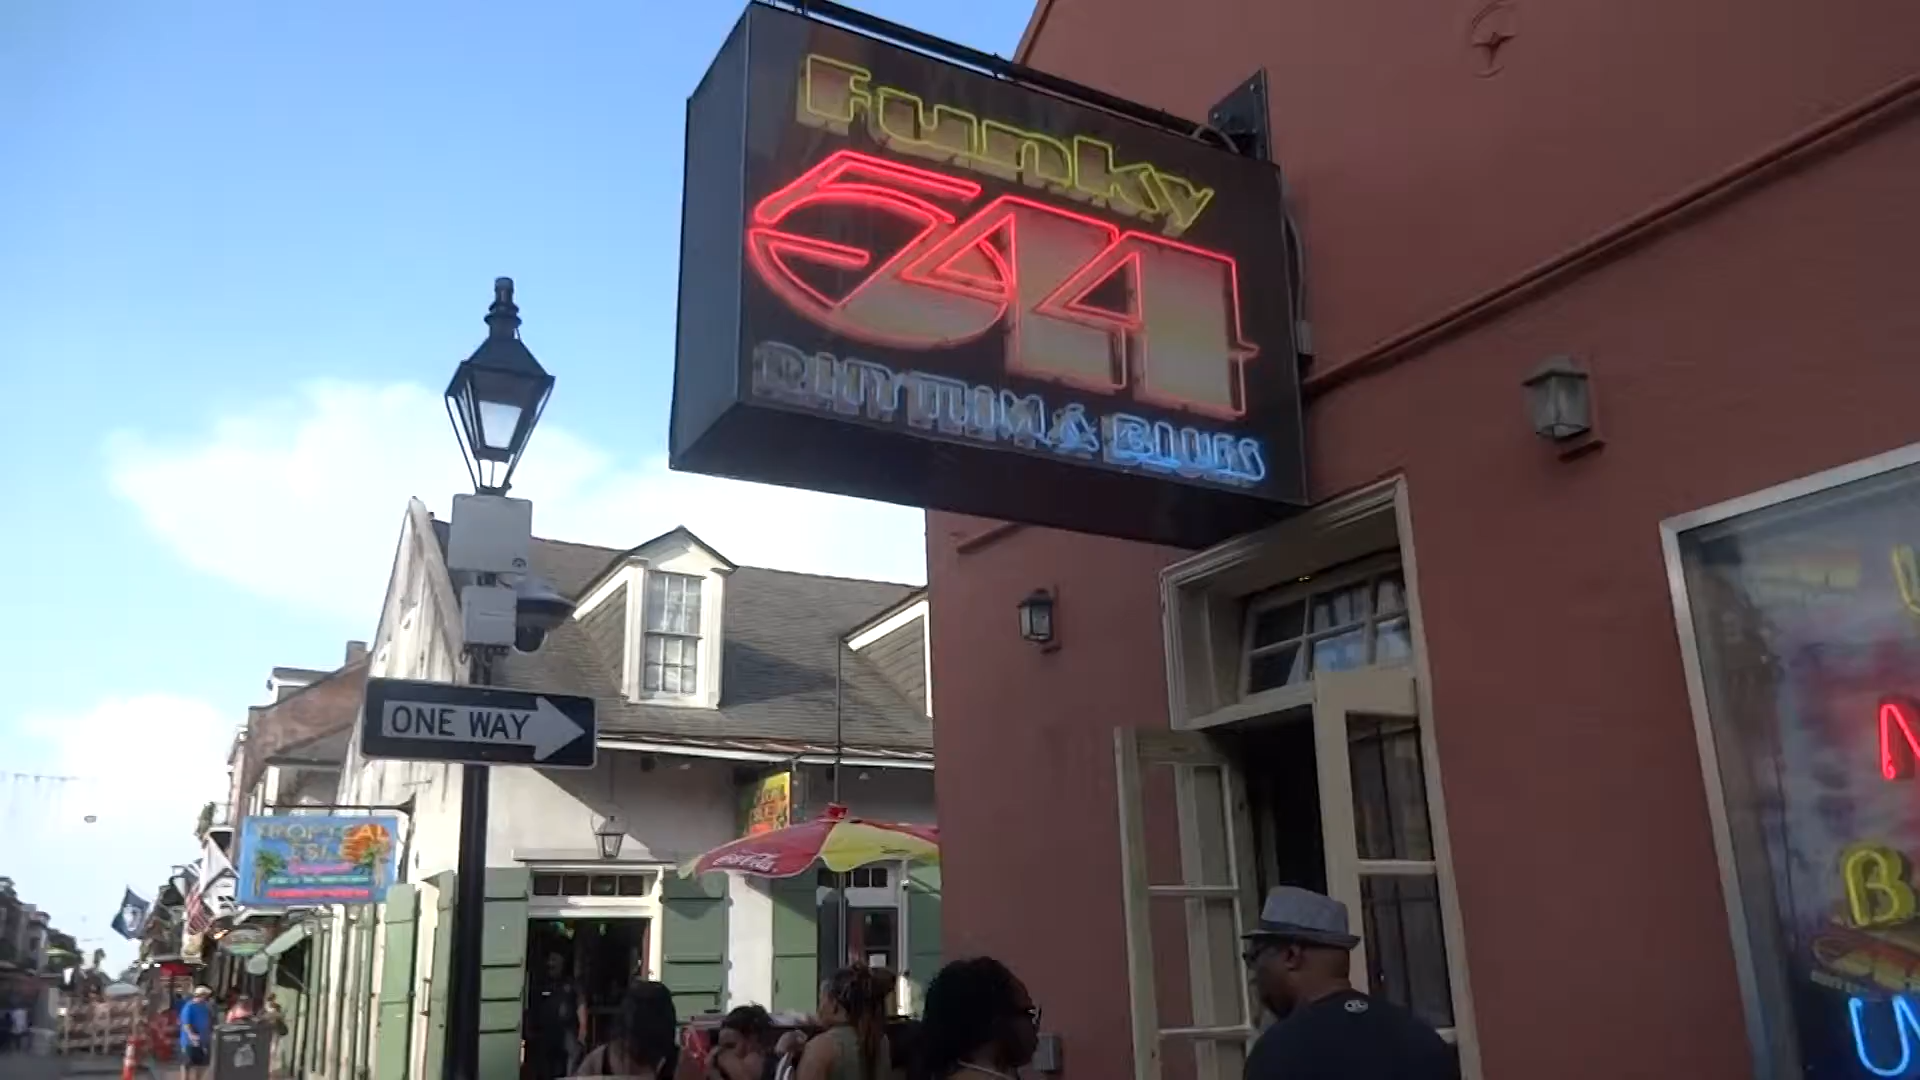 Funky
544
RHYTHM & BLUES
ONE WAY
TROPICAL
ISLE
Coca-Cola